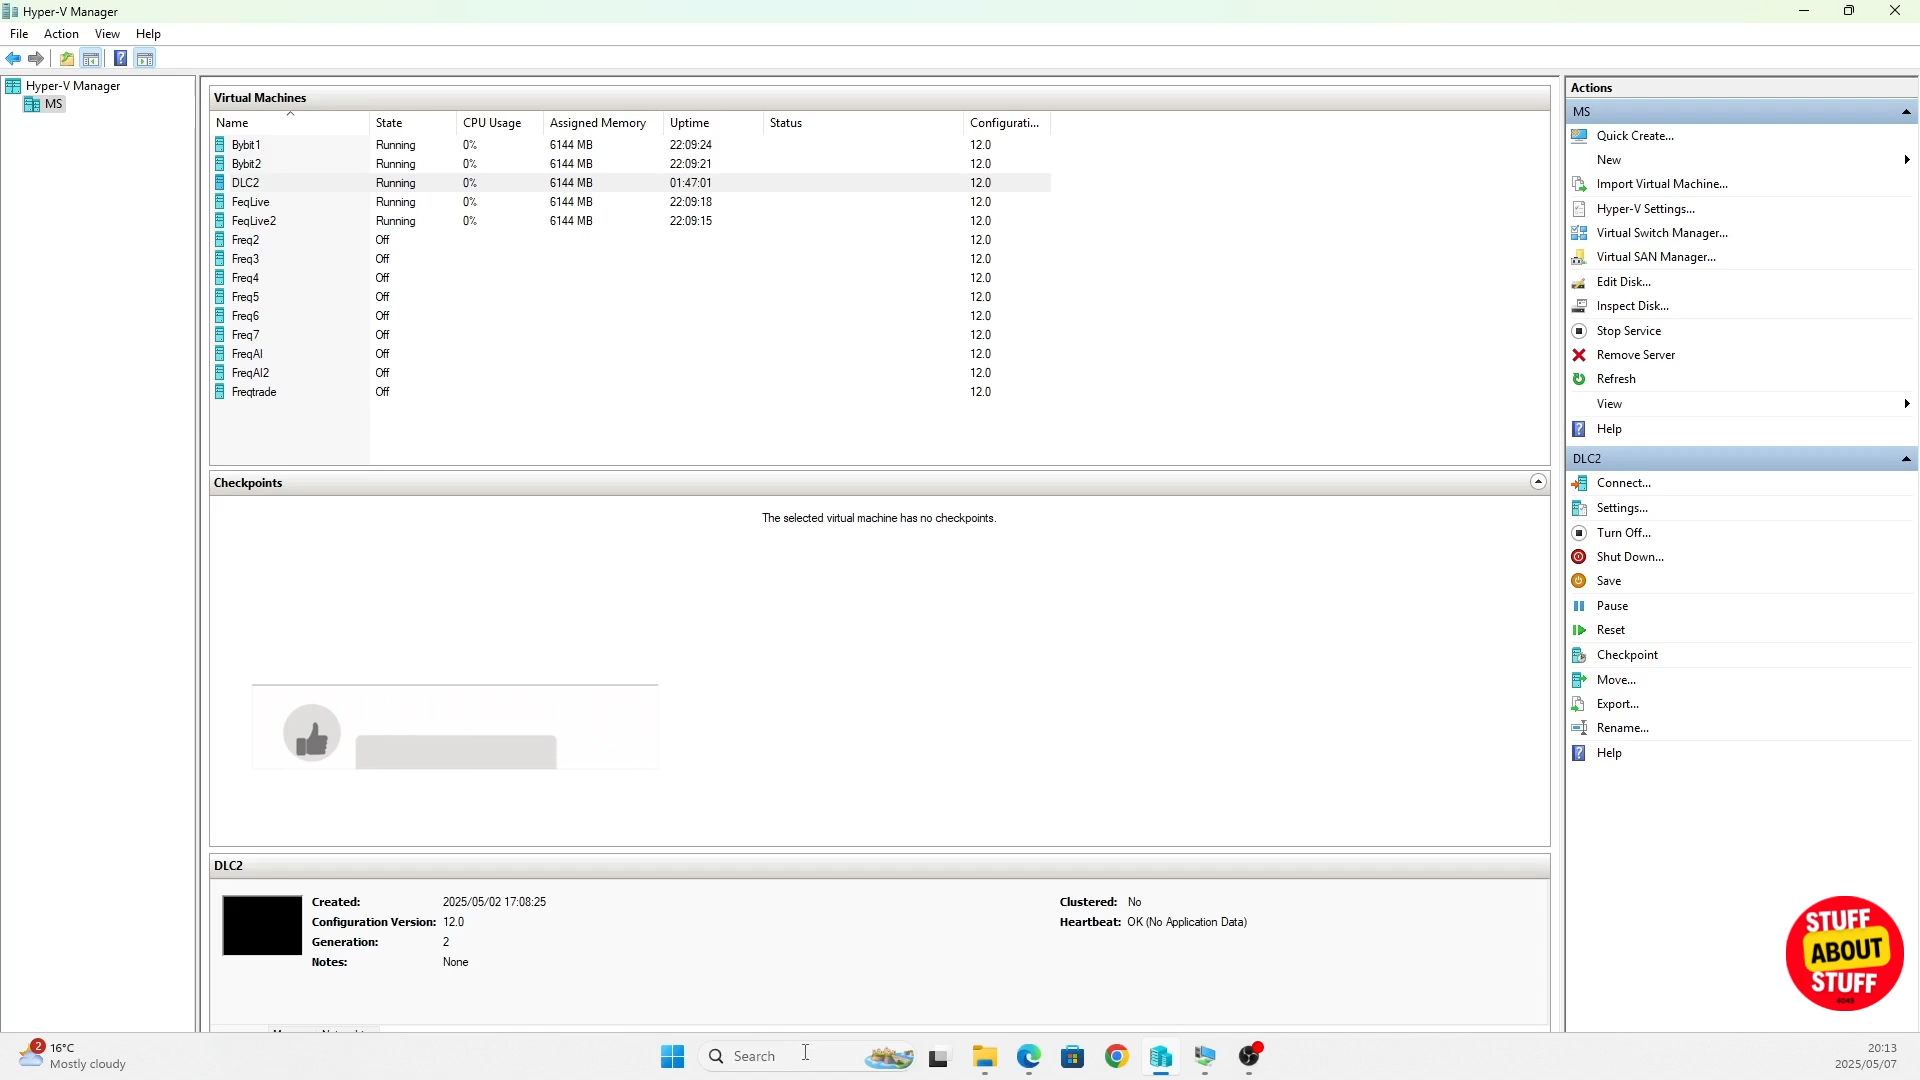 Hyper-V Manager
File Action View Help
Hyper-V Manager
MS
Virtual Machines
Name State CPU Usage Assigned Memory Uptime Status Configurati...
Bybit1 Running 0% 6144 MB 22:09:24 12.0
Bybit2 Running 0% 6144 MB 22:09:21 12.0
DLC2 Running 0% 6144 MB 01:47:01 12.0
FeqLive Running 0% 6144 MB 22:09:18 12.0
FeqLive2 Running 0% 6144 MB 22:09:15 12.0
Freq2 Off 12.0
Freq3 Off 12.0
Freq4 Off 12.0
Freq5 Off 12.0
Freq6 Off 12.0
Freq7 Off 12.0
FreqAI Off 12.0
FreqAI2 Off 12.0
Freqtrade Off 12.0
Checkpoints
The selected virtual machine has no checkpoints.
DLC2
Created: 2025/05/02 17:08:25
Configuration Version: 12.0
Generation: 2
Notes: None
Clustered: No
Heartbeat: OK (No Application Data)
Actions
MS
Quick Create...
New
Import Virtual Machine...
Hyper-V Settings...
Virtual Switch Manager...
Virtual SAN Manager...
Edit Disk...
Inspect Disk...
Stop Service
Remove Server
Refresh
View
Help
DLC2
Connect...
Settings...
Turn Off...
Shut Down...
Save
Pause
Reset
Checkpoint
Move...
Export...
Rename...
Help
STUFF
ABOUT
STUFF
4045
2
16°C
Mostly cloudy
Search
20:13
2025/05/07